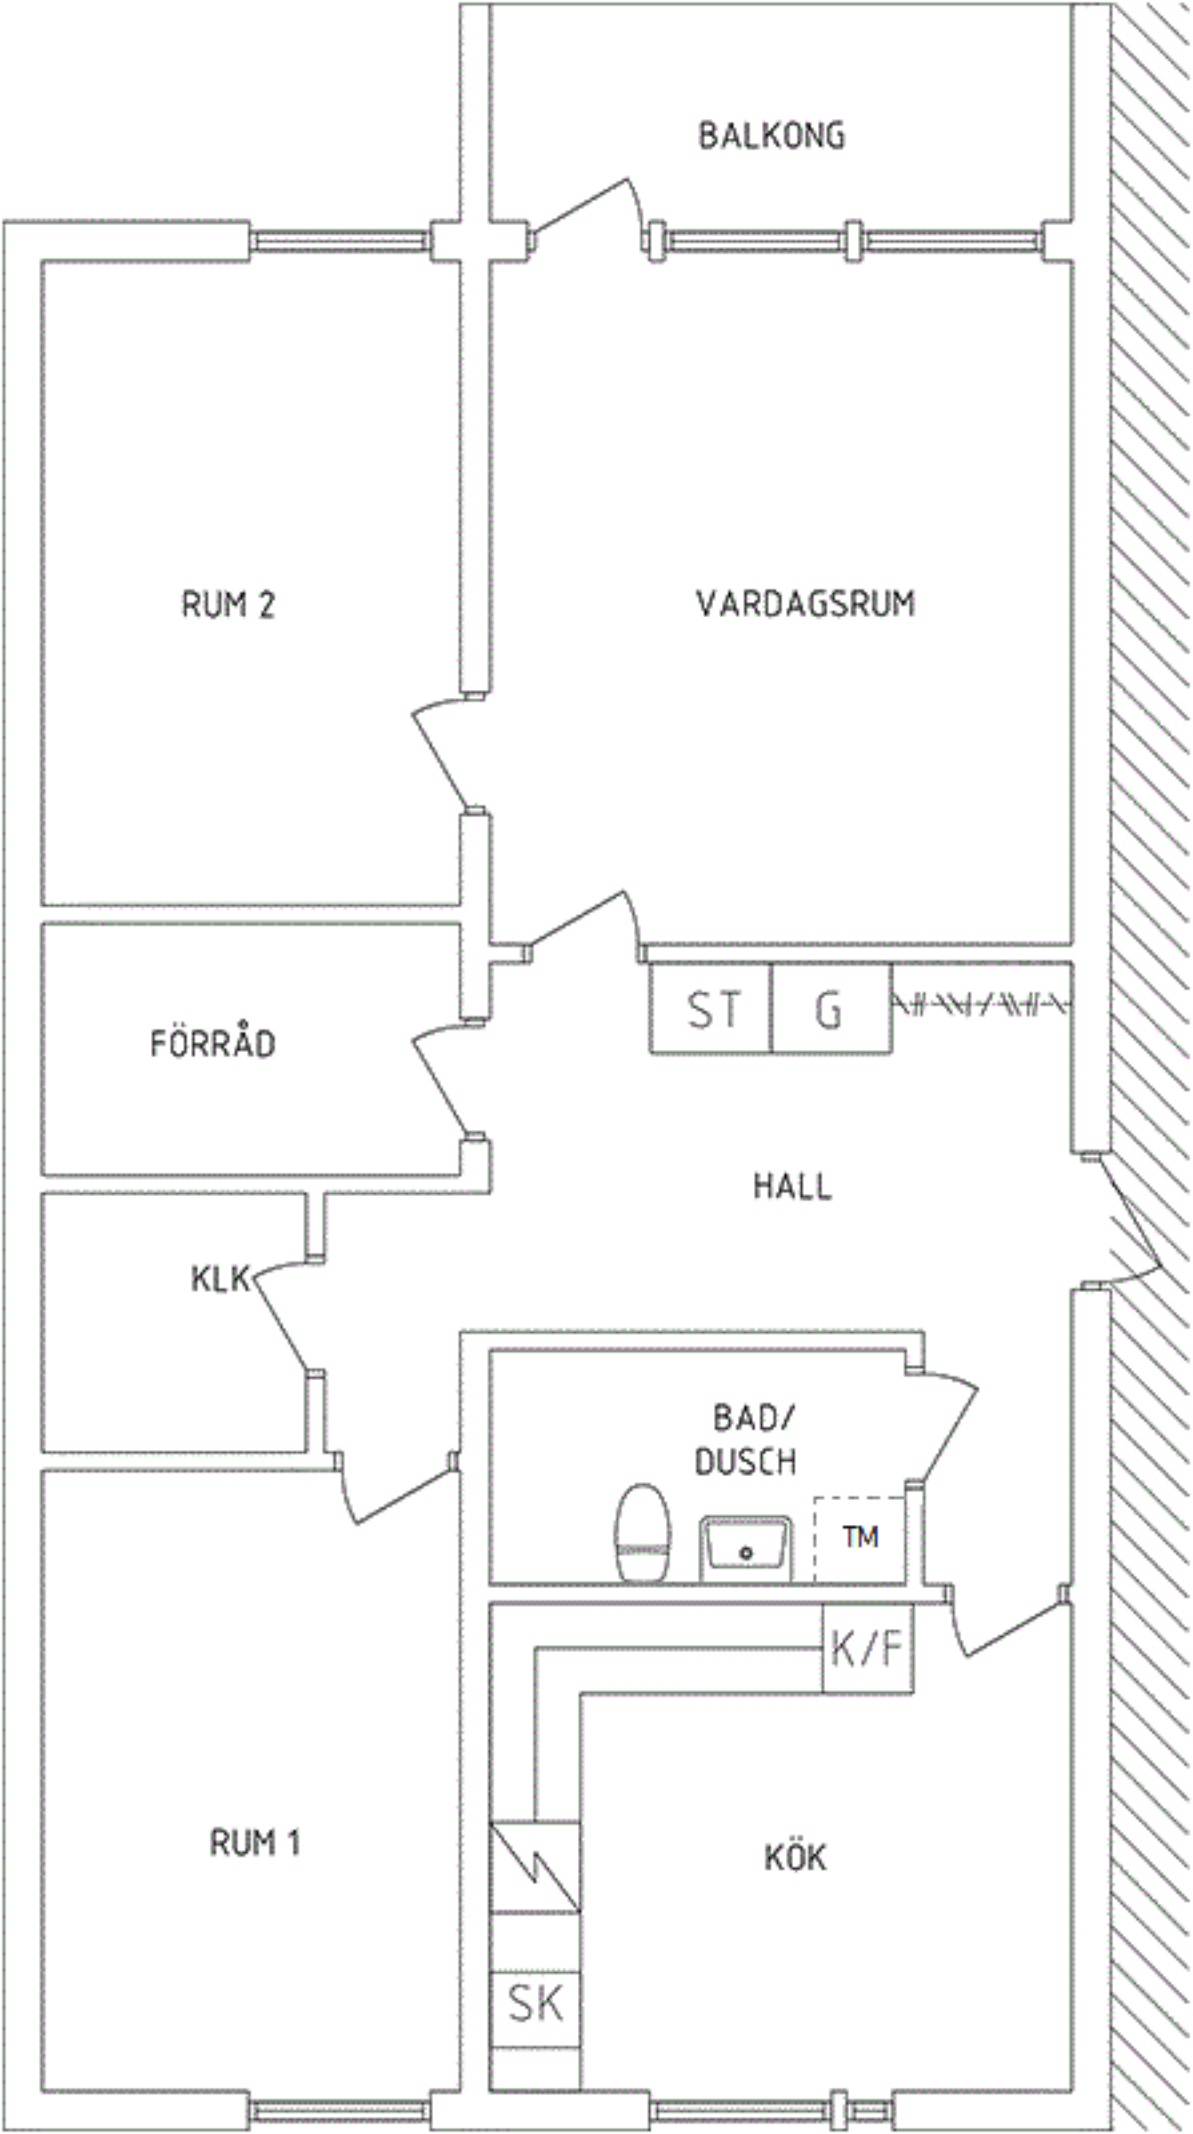 BALKONG
RUM 2
VARDAGSRUM
ST
G
FÖRRÅD
HALL
KLK
BAD/
DUSCH
TM
K/F
RUM 1
KÖK
SK